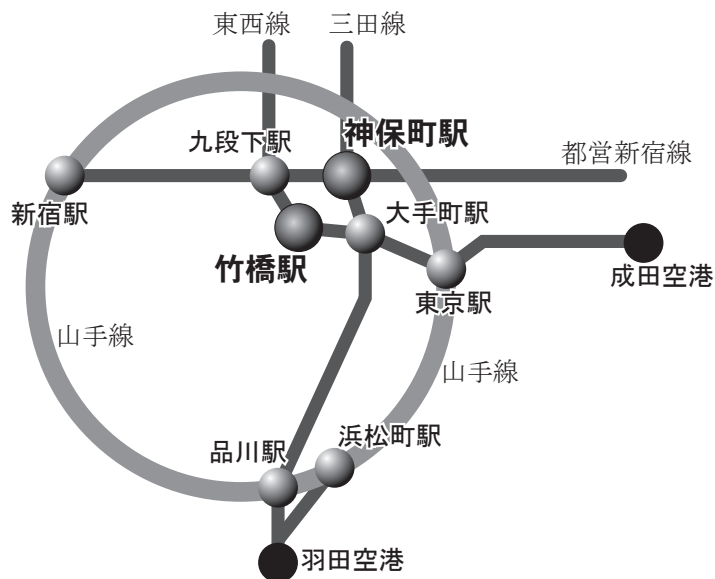 東西線
三田線
神保町駅
九段下駅
都営新宿線
新宿駅
大手町駅
竹橋駅
成田空港
東京駅
山手線
山手線
浜松町駅
品川駅
羽田空港